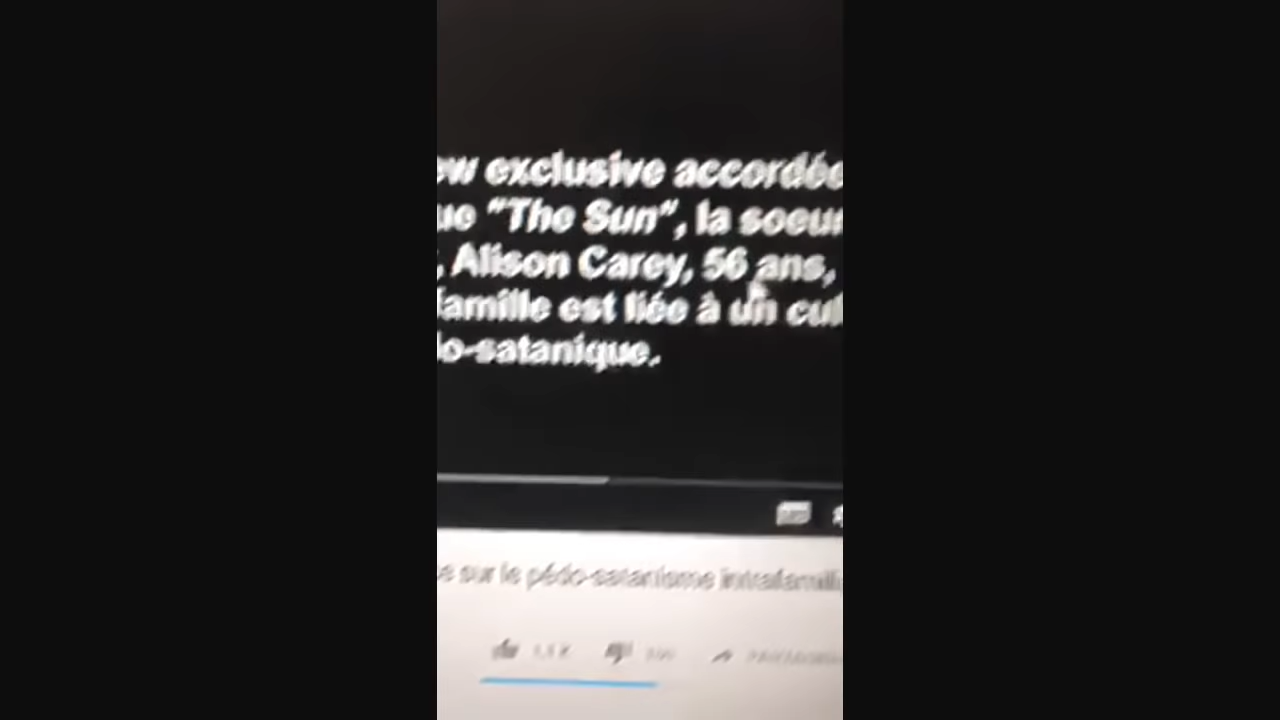 ew exclusive accordée
ue "The Sun", la soeur
, Alison Carey, 56 ans,
famille est liée à un cul
do-satanique.
e sur le pédo-satanisme intrafamilia